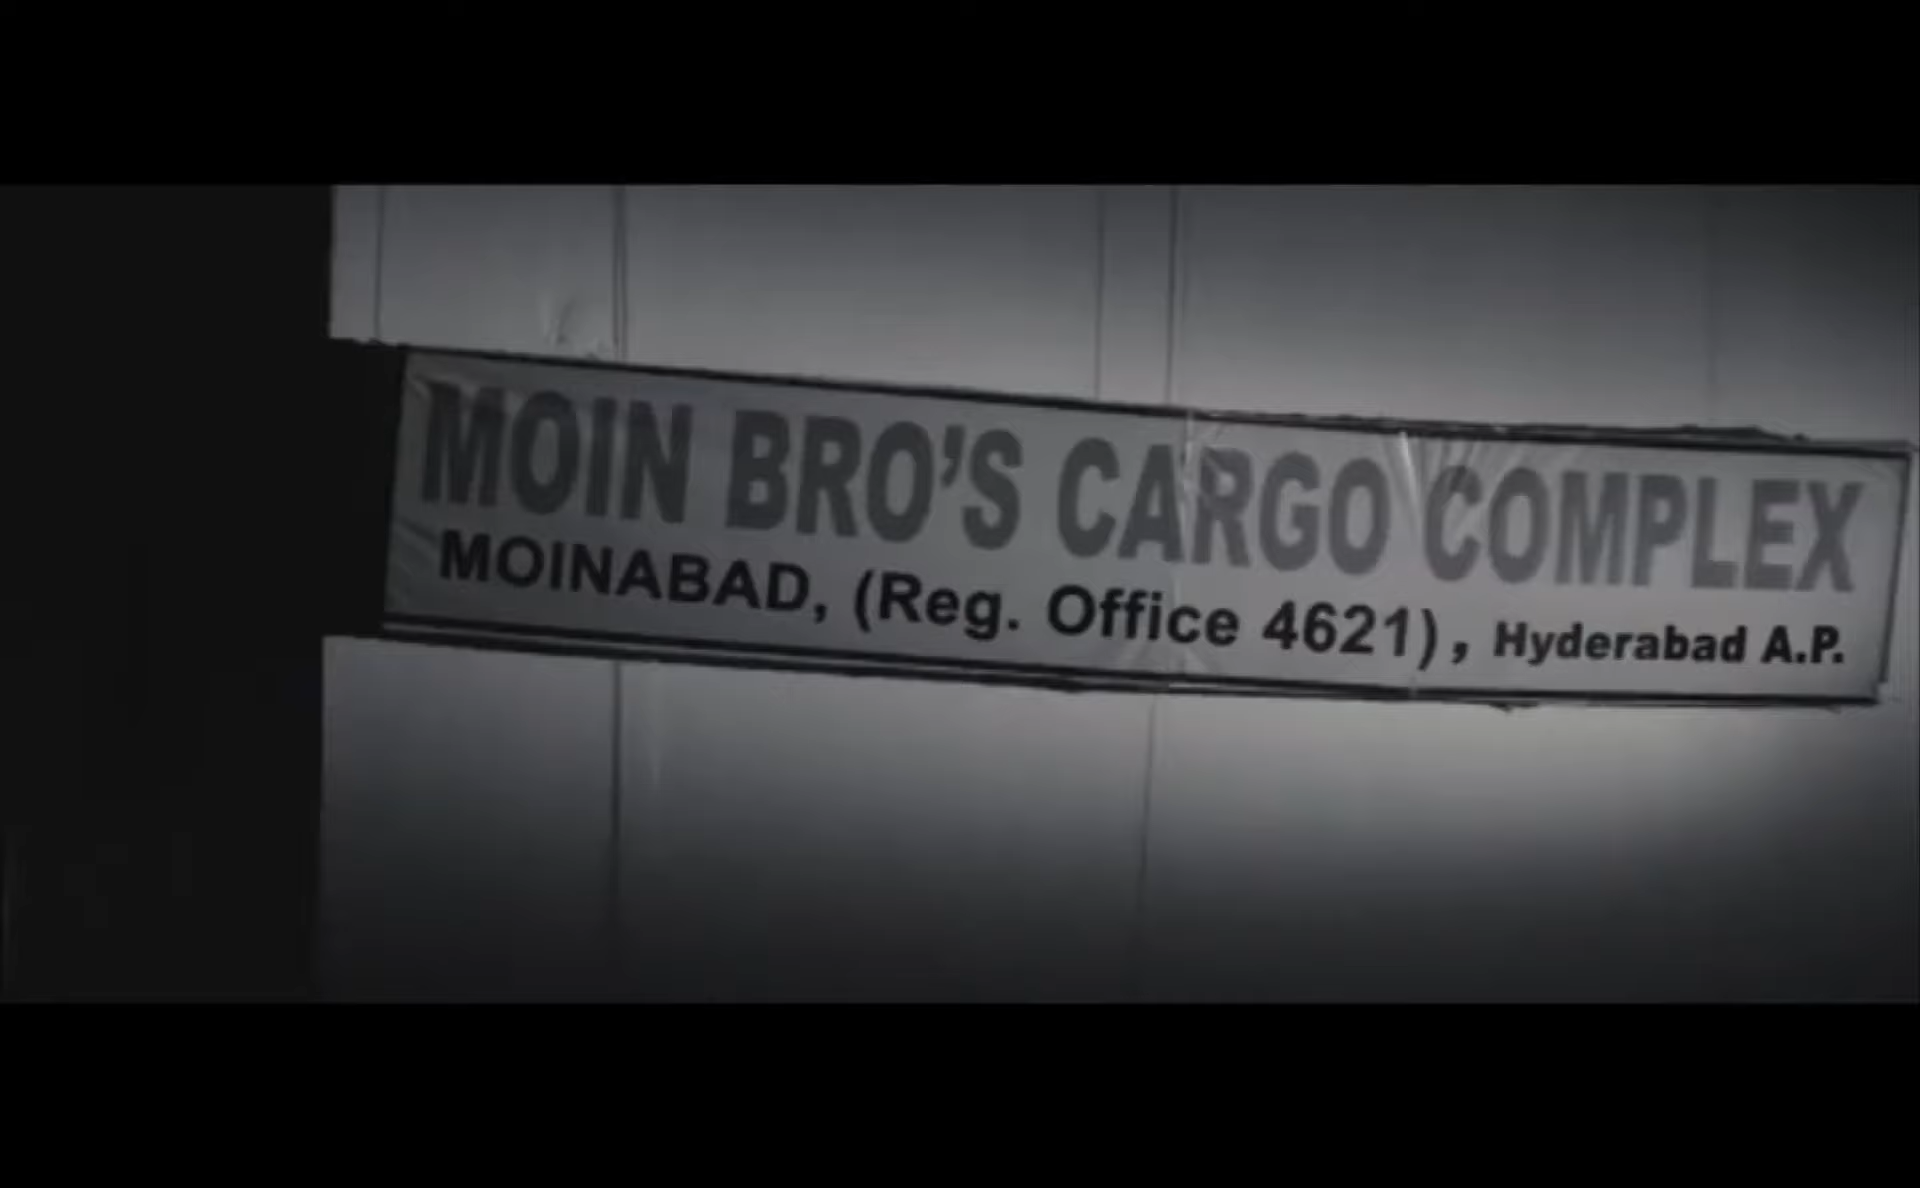 MOIN BRO'S CARGO COMPLEX
MOINABAD, (Reg. Office 4621), Hyderabad A.P.